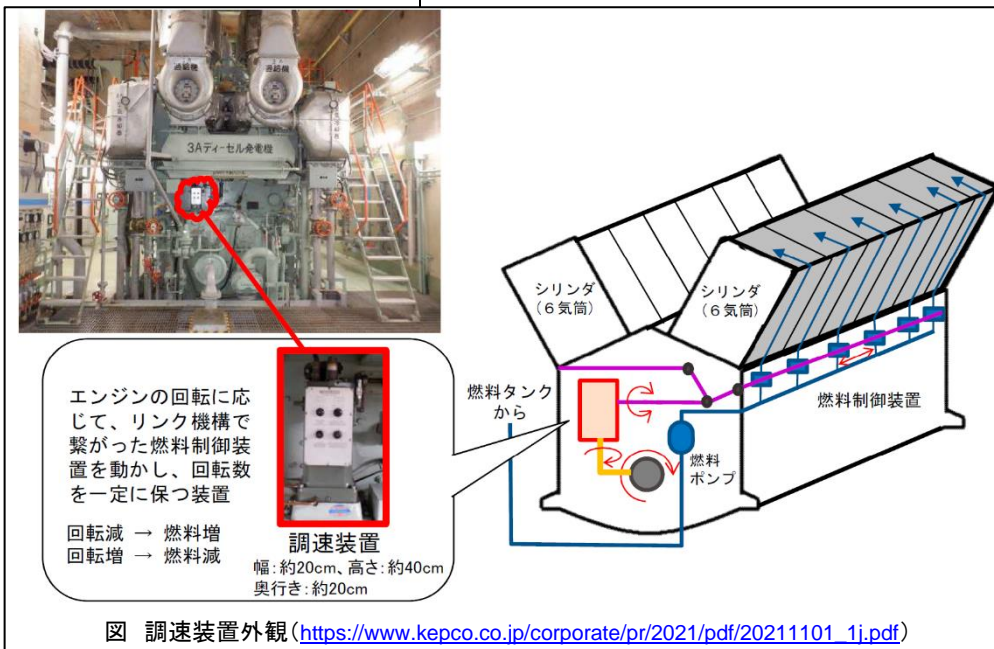 過給機
過給機
3Aディーゼル発電機
エンジンの回転に応
じて、リンク機構で
繋がった燃料制御装
置を動かし、回転数
を一定に保つ装置
回転減 → 燃料増
回転増 → 燃料減
調速装置
幅:約20cm、高さ:約40cm
奥行き:約20cm
シリンダ
(6気筒)
シリンダ
(6気筒)
燃料タンク
から
燃料
ポンプ
燃料制御装置
図 調速装置外観(https://www.kepco.co.jp/corporate/pr/2021/pdf/20211101_1j.pdf)